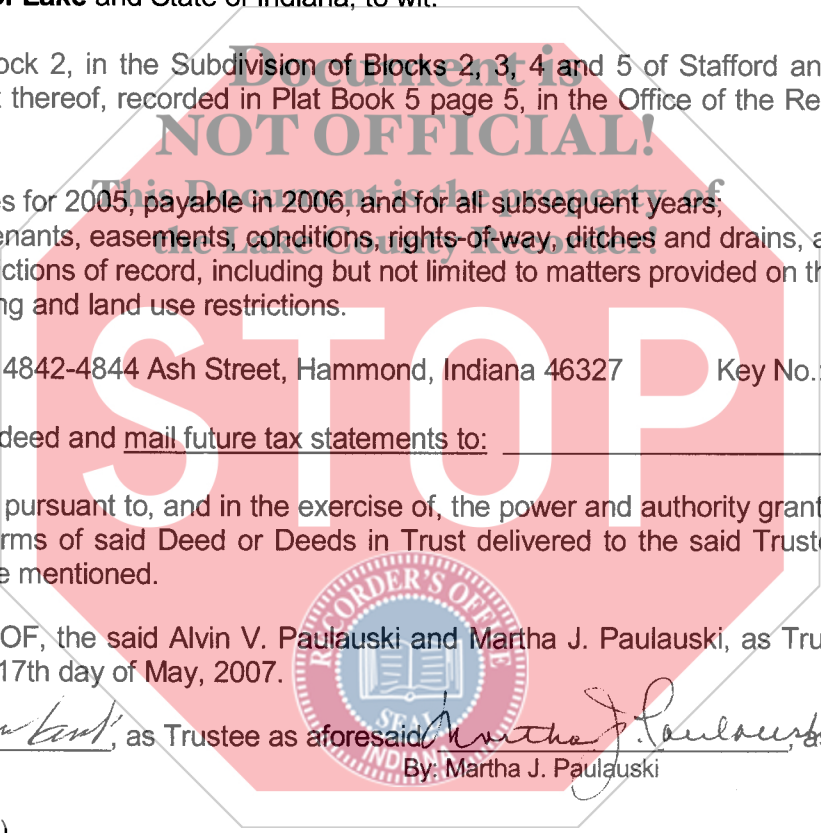 of Lake and State of Indiana, to wit:
ock 2, in the Subdivision of Blocks 2, 3, 4 and 5 of Stafford an
Document is
t thereof, recorded in Plat Book 5 page 5, in the Office of the Re
NOT OFFICIAL!
s for 2005, payable in 2006, and for all subsequent years;
This Document is the property of
enants, easements, conditions, rights-of-way, ditches and drains, a
the Lake County Recorder!
ctions of record, including but not limited to matters provided on th
ng and land use restrictions.
STOP
4842-4844 Ash Street, Hammond, Indiana 46327 Key No.:
deed and mail future tax statements to:
pursuant to, and in the exercise of, the power and authority grant
rms of said Deed or Deeds in Trust delivered to the said Truste
e mentioned.
RECORDER'S OFFICE
OF, the said Alvin V. Paulauski and Martha J. Paulauski, as Tru
17th day of May, 2007.
SEAL
INDIANA
, as Trustee as aforesaid Martha J. Paulauski, as
By: Martha J. Paulauski
)